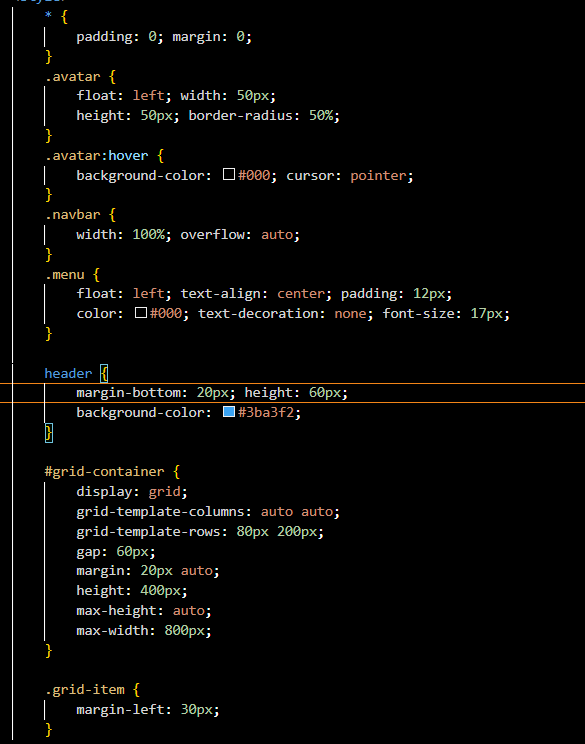 * {
padding: 0; margin: 0;
}
.avatar {
float: left; width: 50px;
height: 50px; border-radius: 50%;
}
.avatar:hover {
background-color: #000; cursor: pointer;
}
.navbar {
width: 100%; overflow: auto;
}
.menu {
float: left; text-align: center; padding: 12px;
color: #000; text-decoration: none; font-size: 17px;
}
header {
margin-bottom: 20px; height: 60px;
background-color: #3ba3f2;
}
#grid-container {
display: grid;
grid-template-columns: auto auto;
grid-template-rows: 80px 200px;
gap: 60px;
margin: 20px auto;
height: 400px;
max-height: auto;
max-width: 800px;
}
.grid-item {
margin-left: 30px;
}